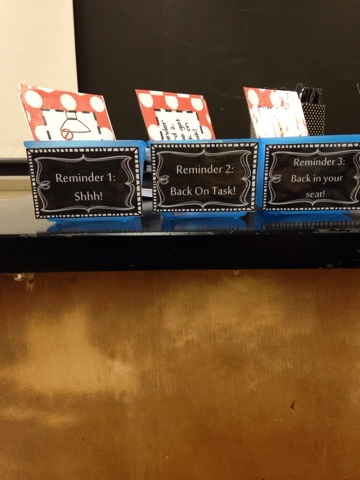 Reminder 1:
Shhh!
Reminder 2:
Back On Task!
Reminder 3:
Back in your
seat!